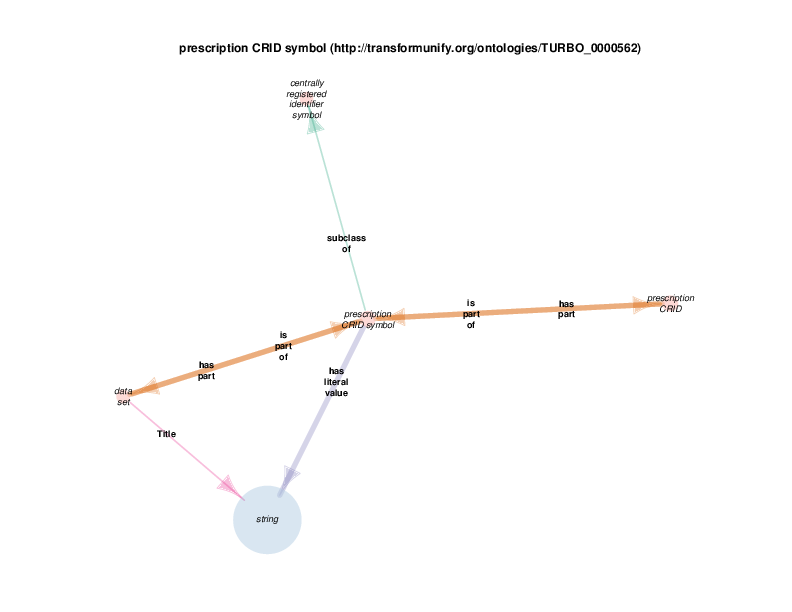 prescription CRID symbol (http://transformunify.org/ontologies/TURBO_0000562)
centrally
registered
identifier
symbol
subclass
of
prescription
CRID
is
part
of
has
part
prescription
CRID symbol
is
part
of
has
part
has
literal
value
data
set
Title
string